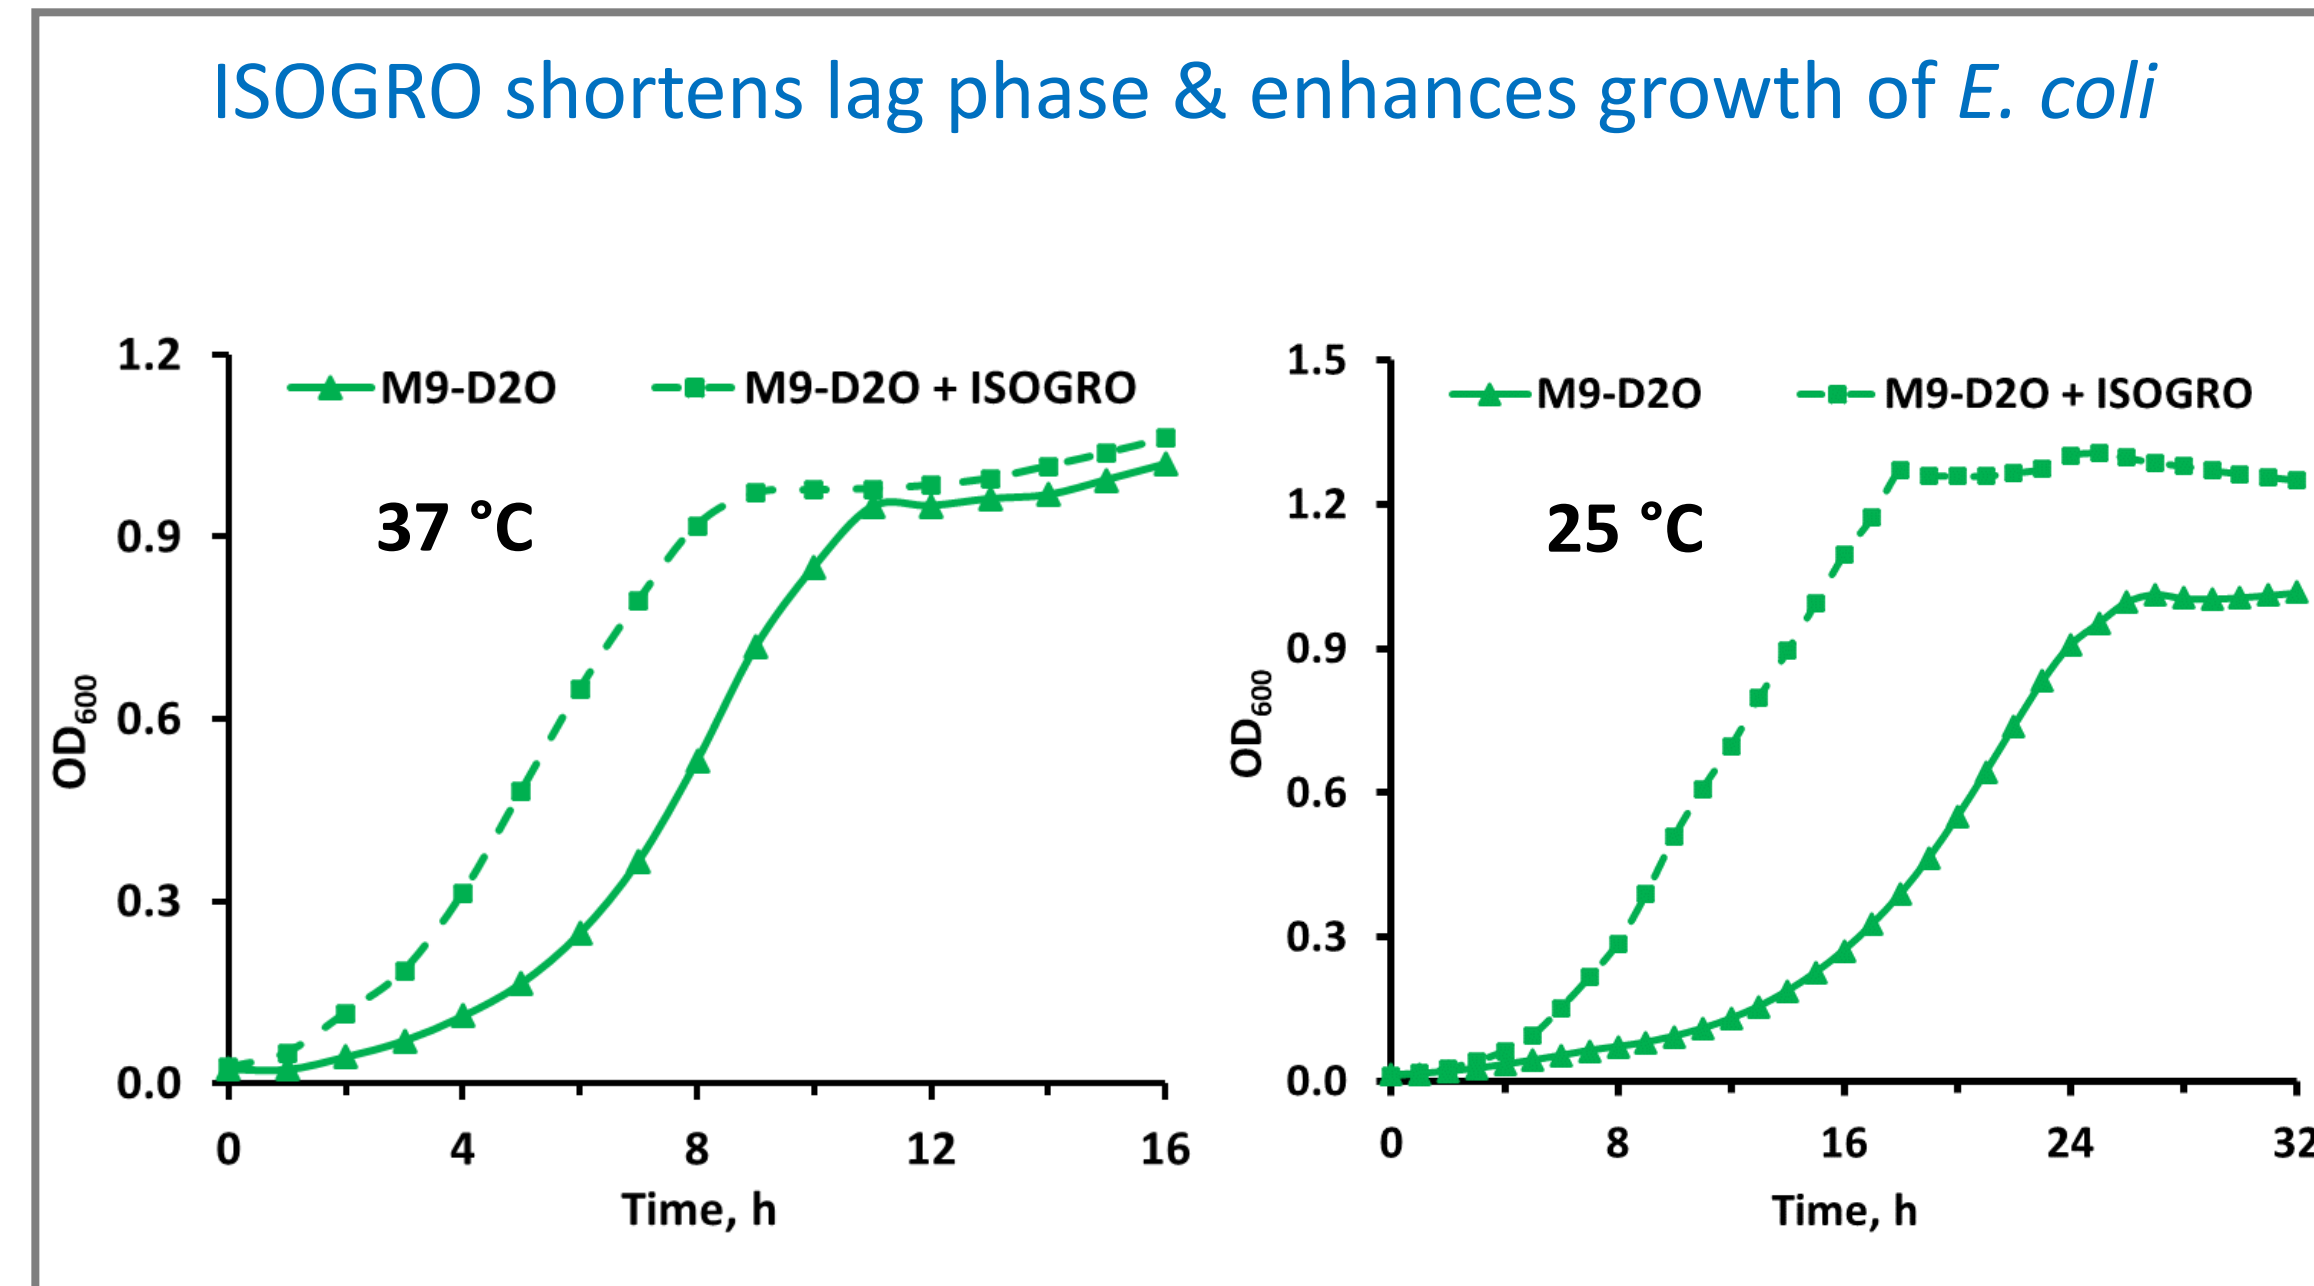 ISOGRO shortens lag phase & enhances growth of E. coli
M9-D2O M9-D2O + ISOGRO
37 °C
OD600
1.2
0.9
0.6
0.3
0.0
0 4 8 12 16
Time, h
M9-D2O M9-D2O + ISOGRO
25 °C
OD600
1.5
1.2
0.9
0.6
0.3
0.0
0 8 16 24 32
Time, h